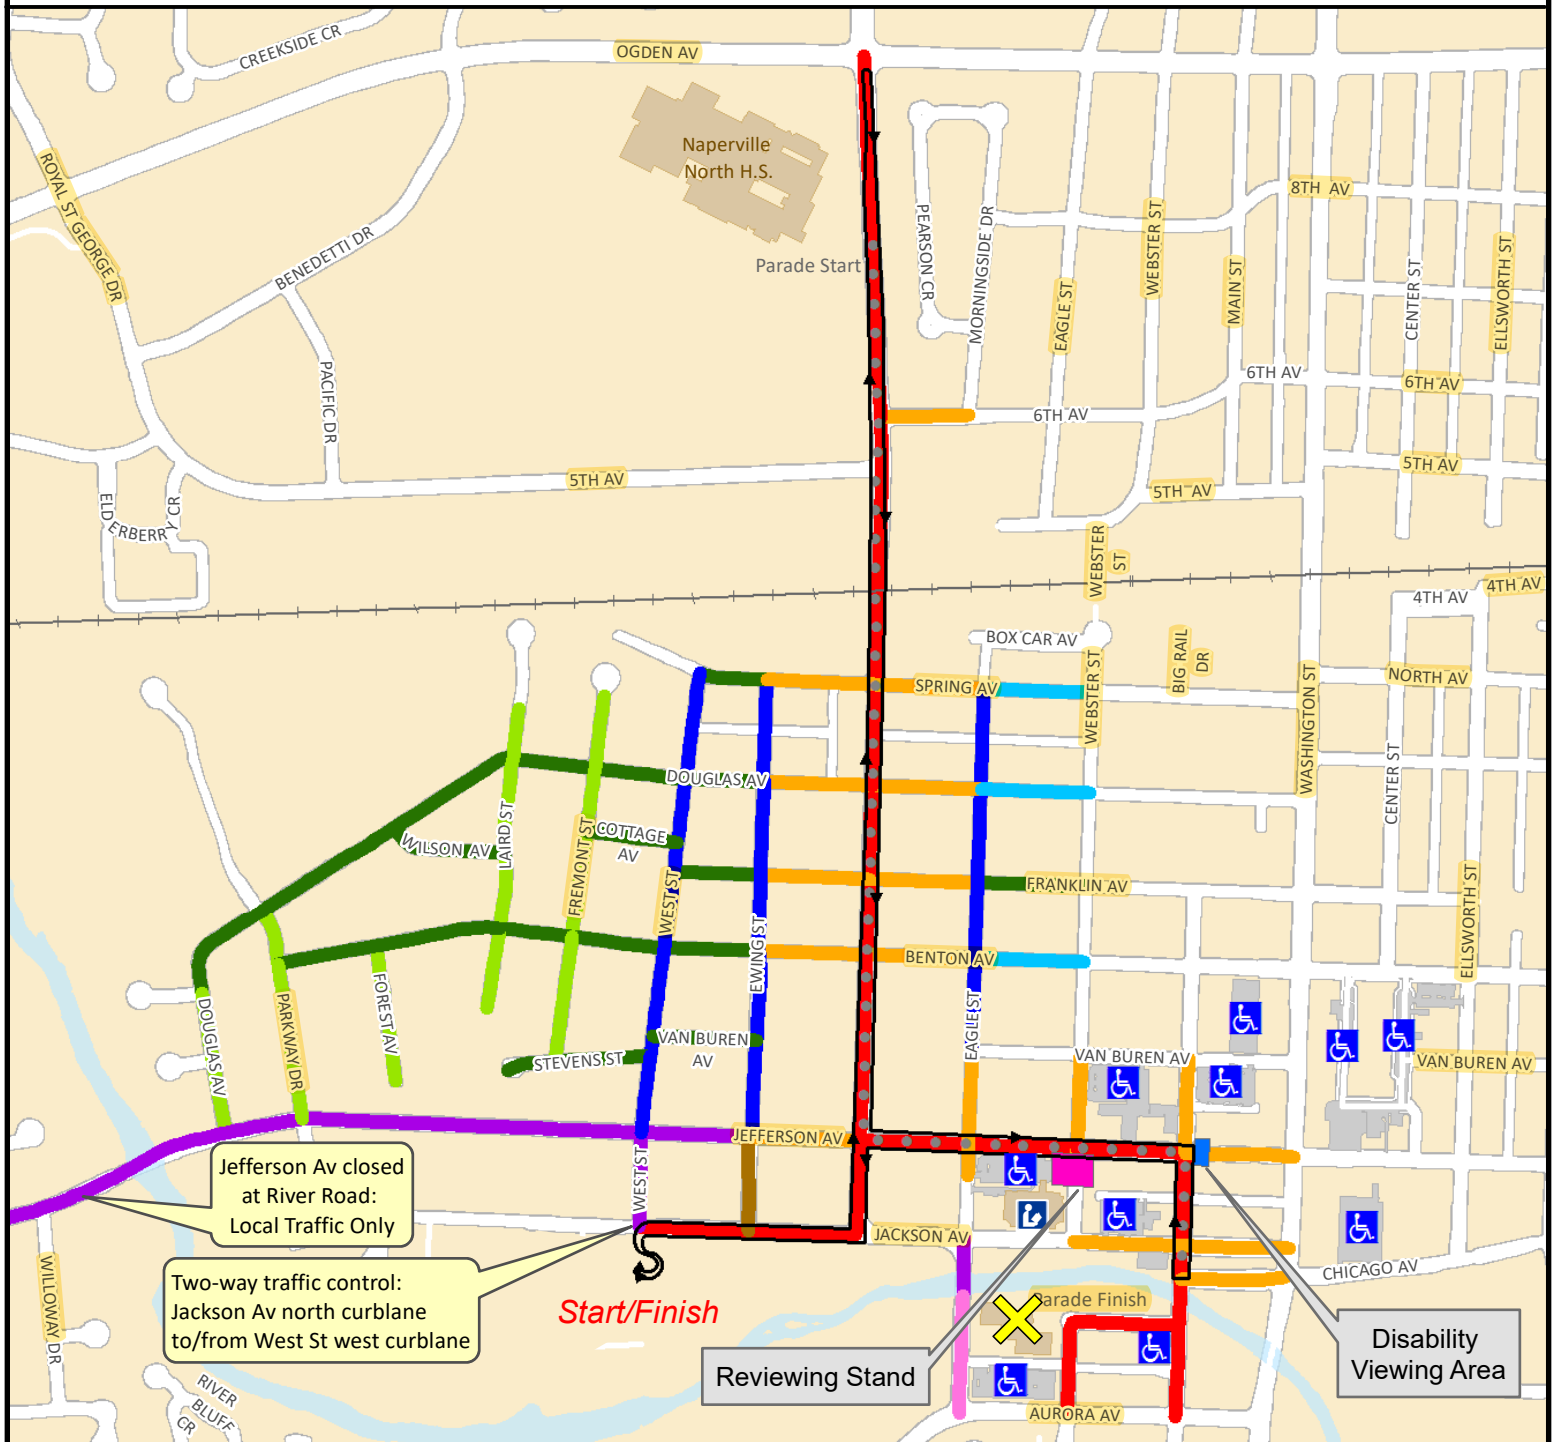 CREEKSIDE CR
OGDEN AV
Naperville
North H.S.
ROYAL ST GEORGE DR
BENEDETTI DR
PACIFIC DR
Parade Start
PEARSON CR
MORNINGSIDE DR
EAGLE ST
WEBSTER ST
MAIN ST
8TH AV
CENTER ST
ELLSWORTH ST
6TH AV
6TH AV
6TH AV
5TH AV
5TH AV
5TH AV
ELDERBERRY CR
WEBSTER
ST
4TH AV
4TH AV
BOX CAR AV
BIG RAIL
DR
WEBSTER ST
WASHINGTON ST
NORTH AV
SPRING AV
CENTER ST
DOUGLAS AV
LAIRD ST
WILSON AV
COTTAGE
AV
FREMONT ST
WEST ST
EWING ST
FRANKLIN AV
ELLSWORTH ST
BENTON AV
EAGLE ST
DOUGLAS AV
PARKWAY DR
FOREST AV
STEVENS ST
VAN BUREN
AV
VAN BUREN AV
VAN BUREN AV
JEFFERSON AV
WEST ST
Jefferson Av closed
at River Road:
Local Traffic Only
JACKSON AV
CHICAGO AV
Two-way traffic control:
Jackson Av north curblane
to/from West St west curblane
WILLOWAY DR
Start/Finish
Parade Finish
Reviewing Stand
Disability
Viewing Area
RIVER
BLUFF
CR
AURORA AV